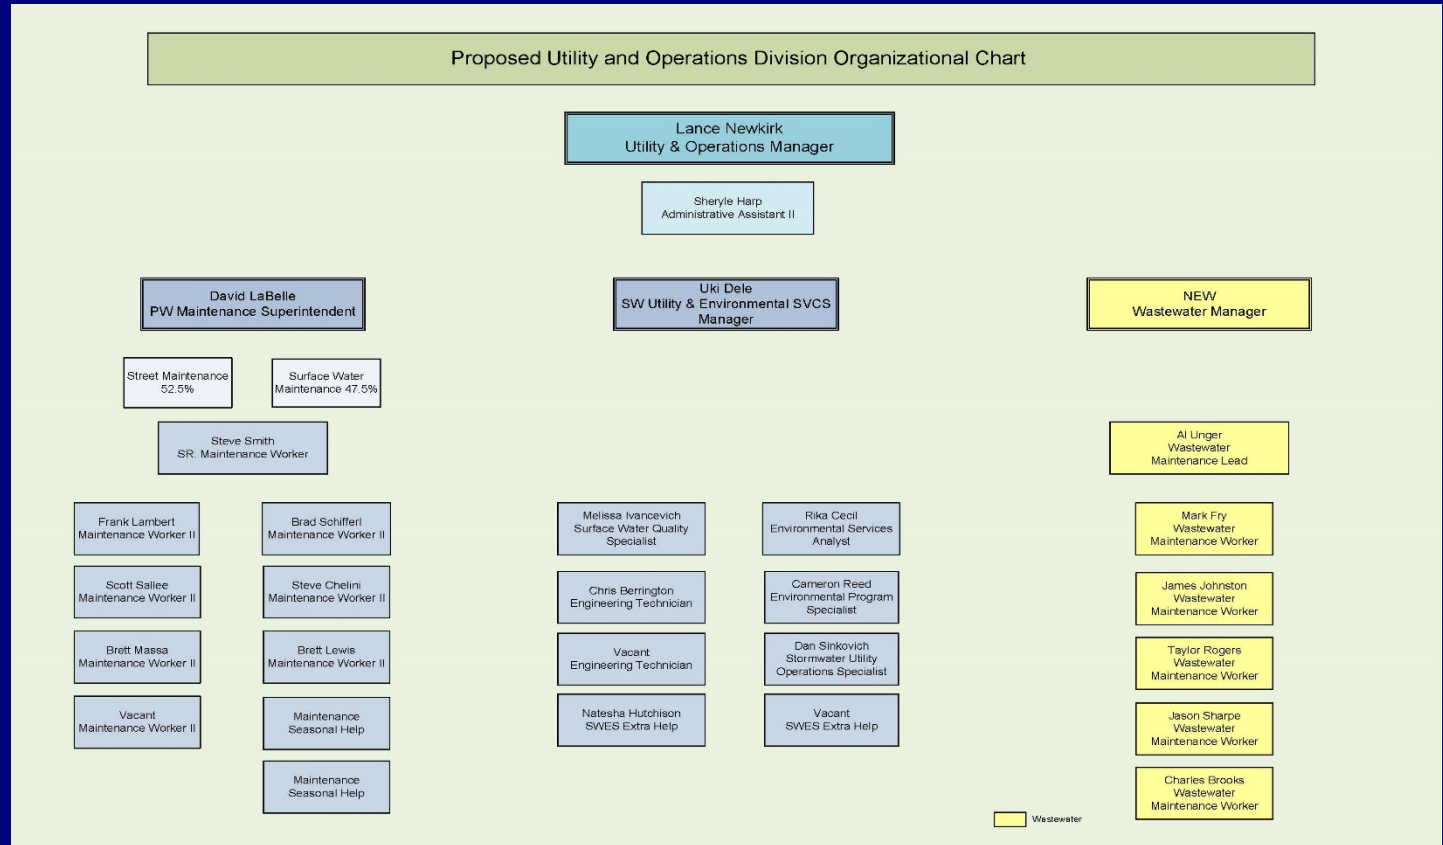 Proposed Utility and Operations Division Organizational Chart
Lance Newkirk
Utility & Operations Manager
Sheryle Harp
Administrative Assistant II
David LaBelle
PW Maintenance Superintendent
Uki Dele
SW Utility & Environmental SVCS
Manager
NEW
Wastewater Manager
Street Maintenance
52.5%
Surface Water
Maintenance 47.5%
Steve Smith
SR. Maintenance Worker
Al Unger
Wastewater
Maintenance Lead
Frank Lambert
Maintenance Worker II
Brad Schifferl
Maintenance Worker II
Melissa Ivancevich
Surface Water Quality
Specialist
Rika Cecil
Environmental Services
Analyst
Mark Fry
Wastewater
Maintenance Worker
Scott Sallee
Maintenance Worker II
Steve Chelini
Maintenance Worker II
Chris Berrington
Engineering Technician
Cameron Reed
Environmental Program
Specialist
James Johnston
Wastewater
Maintenance Worker
Brett Massa
Maintenance Worker II
Brett Lewis
Maintenance Worker II
Vacant
Engineering Technician
Dan Sinkovich
Stormwater Utility
Operations Specialist
Taylor Rogers
Wastewater
Maintenance Worker
Vacant
Maintenance Worker II
Maintenance
Seasonal Help
Natesha Hutchison
SWES Extra Help
Vacant
SWES Extra Help
Jason Sharpe
Wastewater
Maintenance Worker
Maintenance
Seasonal Help
Charles Brooks
Wastewater
Maintenance Worker
Wastewater